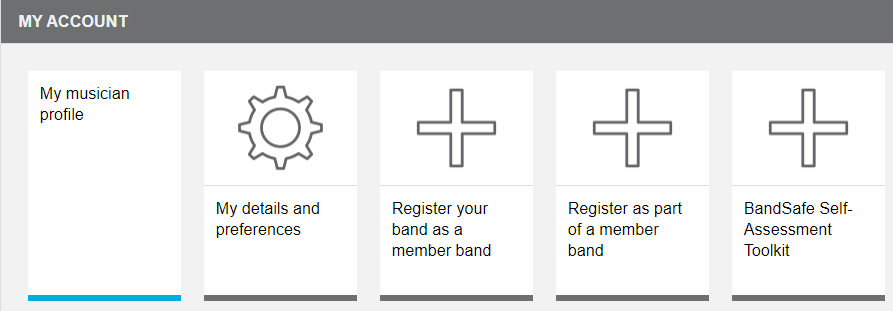 MY ACCOUNT
My musician
profile
My details and
preferences
Register your
band as a
member band
Register as part
of a member
band
BandSafe Self-
Assessment
Toolkit